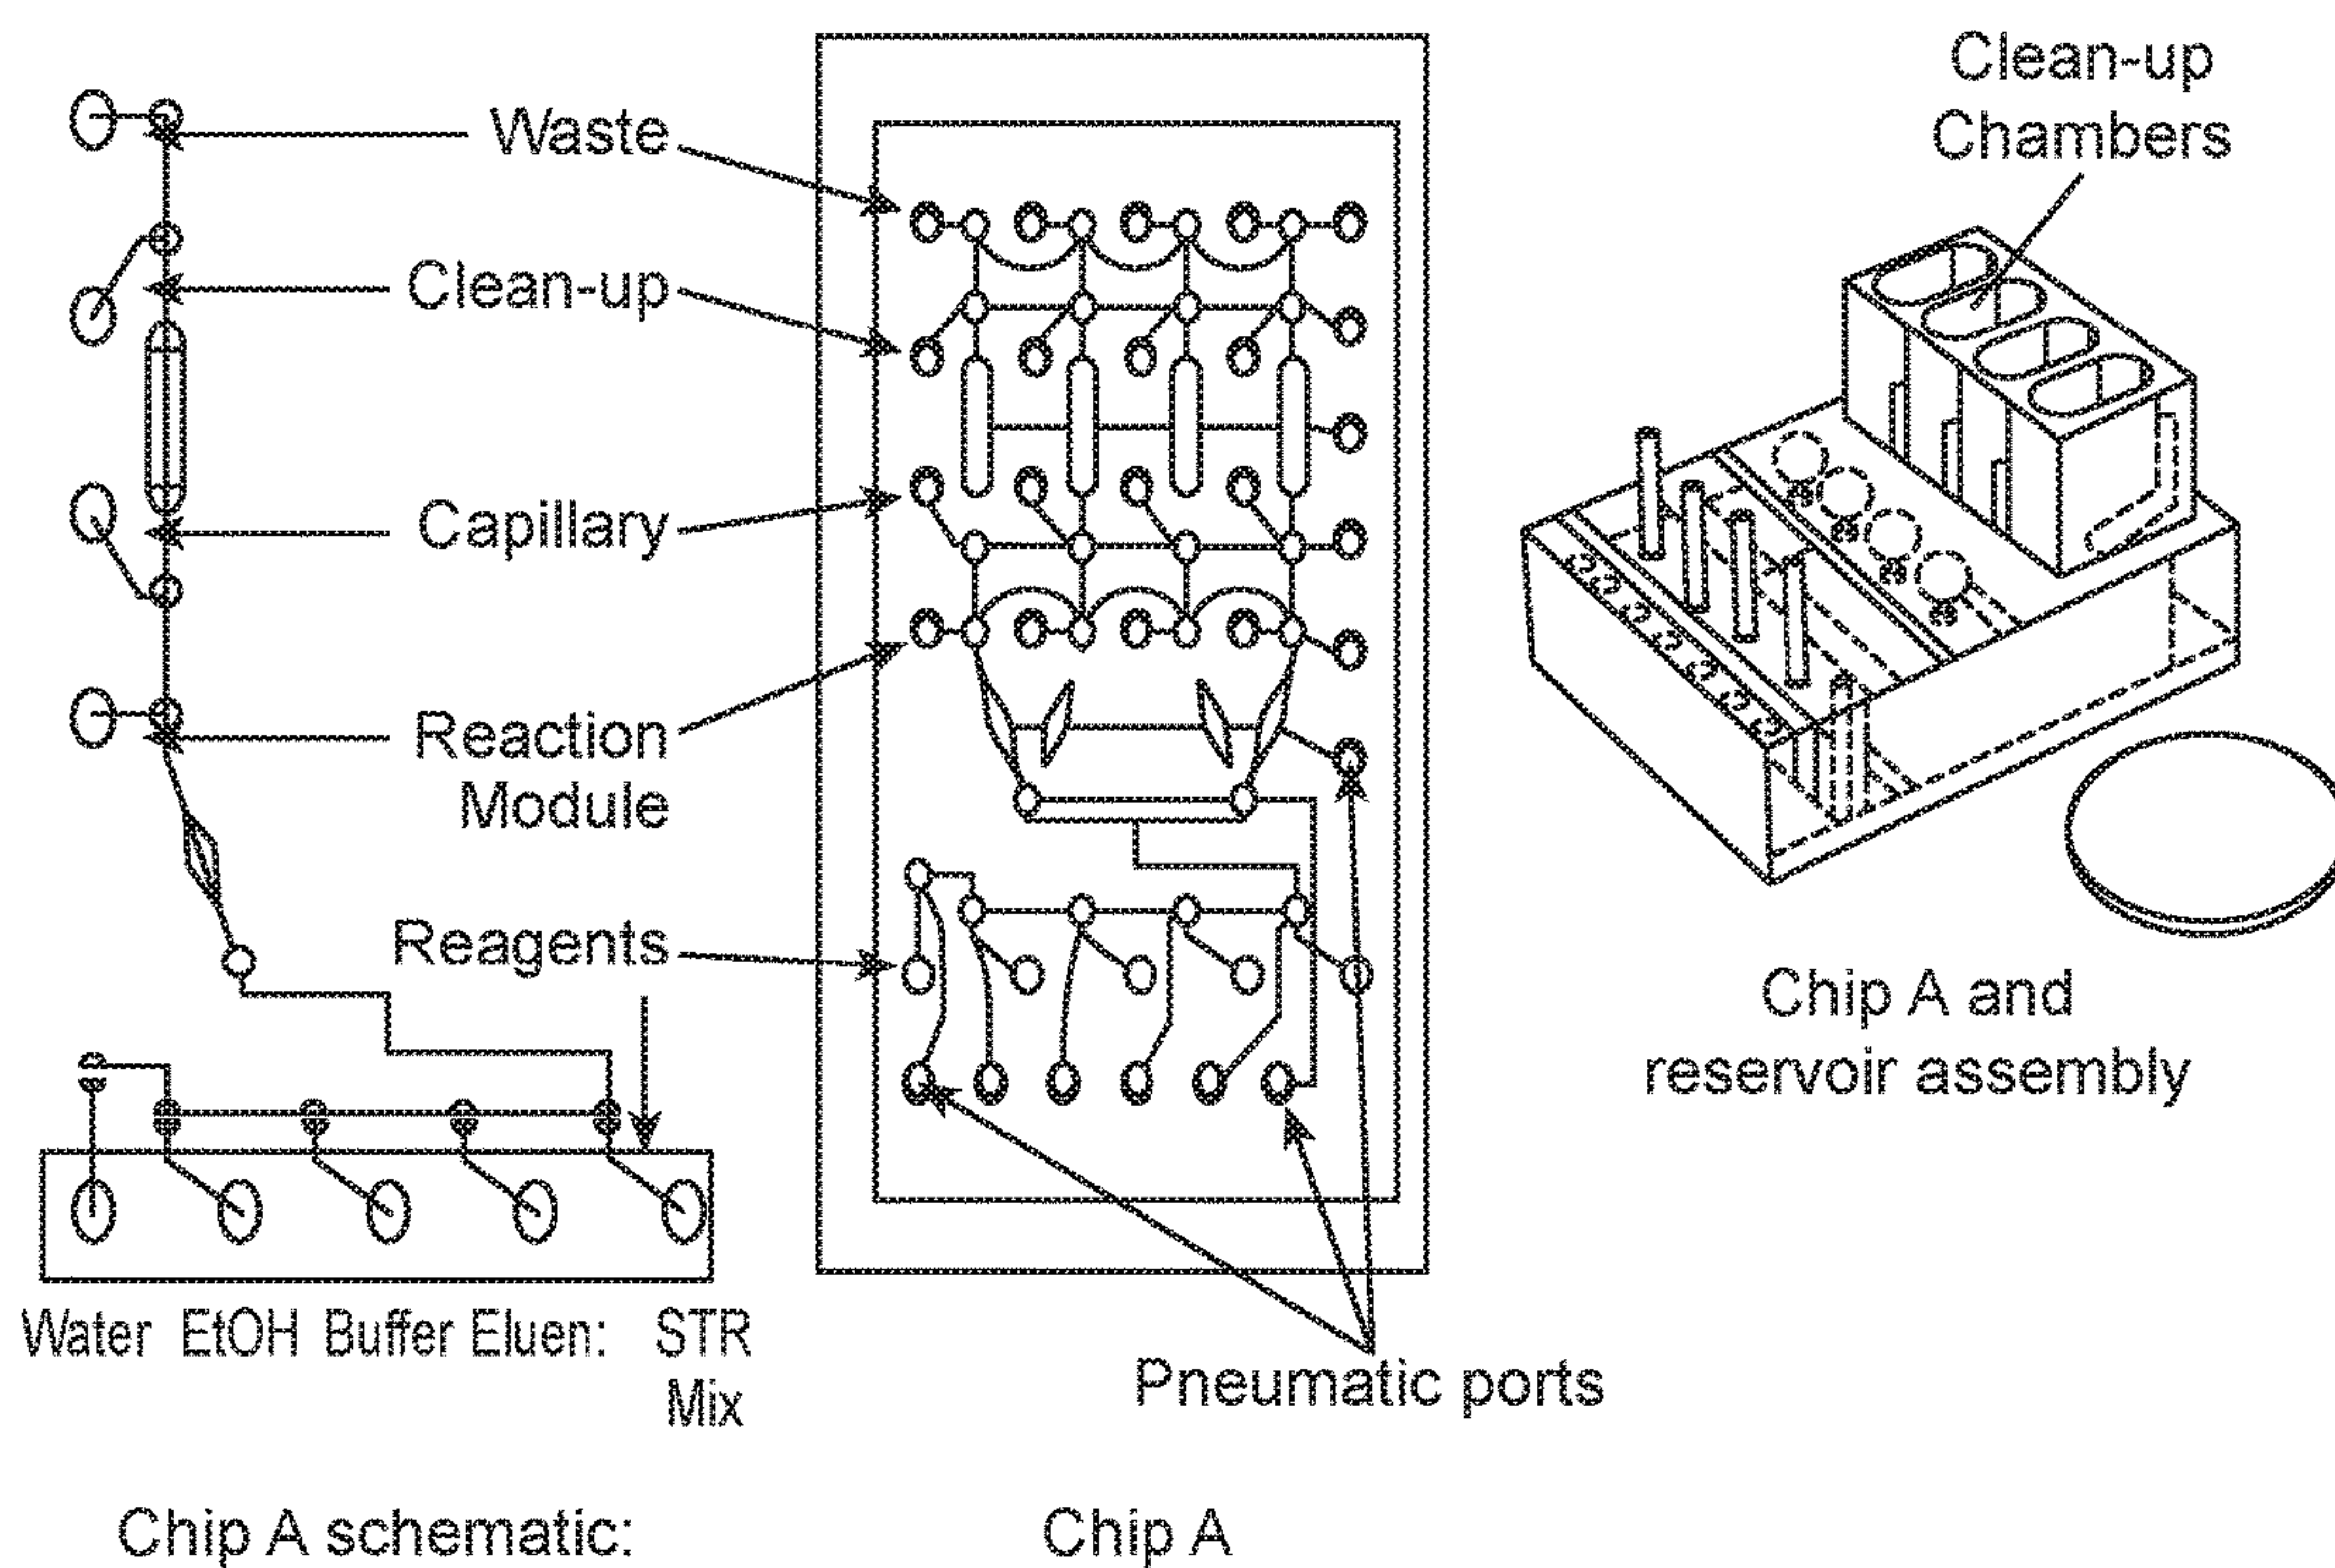 Clean-up
Chambers
Waste
Clean-up
Capillary
Reaction
Module
Reagents
Chip A and
reservoir assembly
Water EtOH Buffer Eluen: STR
Mix
Pneumatic ports
Chip A schematic:
Chip A